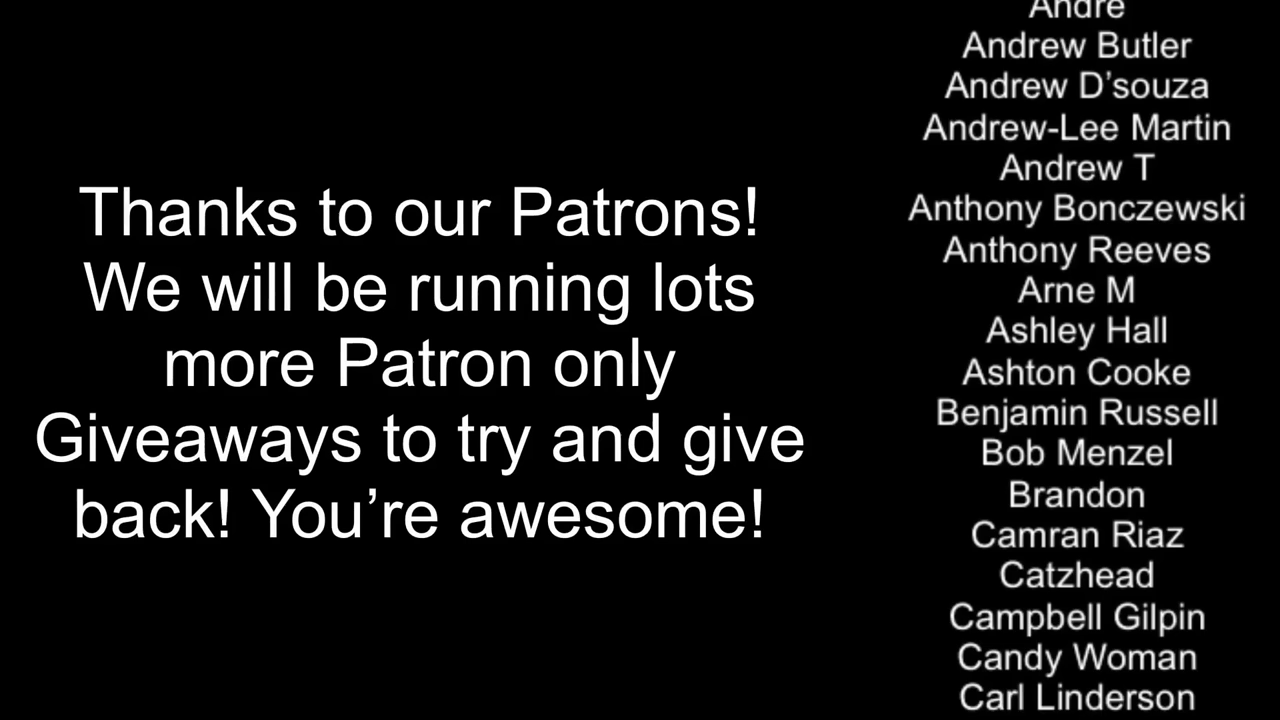 Thanks to our Patrons!
We will be running lots
more Patron only
Giveaways to try and give
back! You’re awesome!
Andre
Andrew Butler
Andrew D’souza
Andrew-Lee Martin
Andrew T
Anthony Bonczewski
Anthony Reeves
Arne M
Ashley Hall
Ashton Cooke
Benjamin Russell
Bob Menzel
Brandon
Camran Riaz
Catzhead
Campbell Gilpin
Candy Woman
Carl Linderson